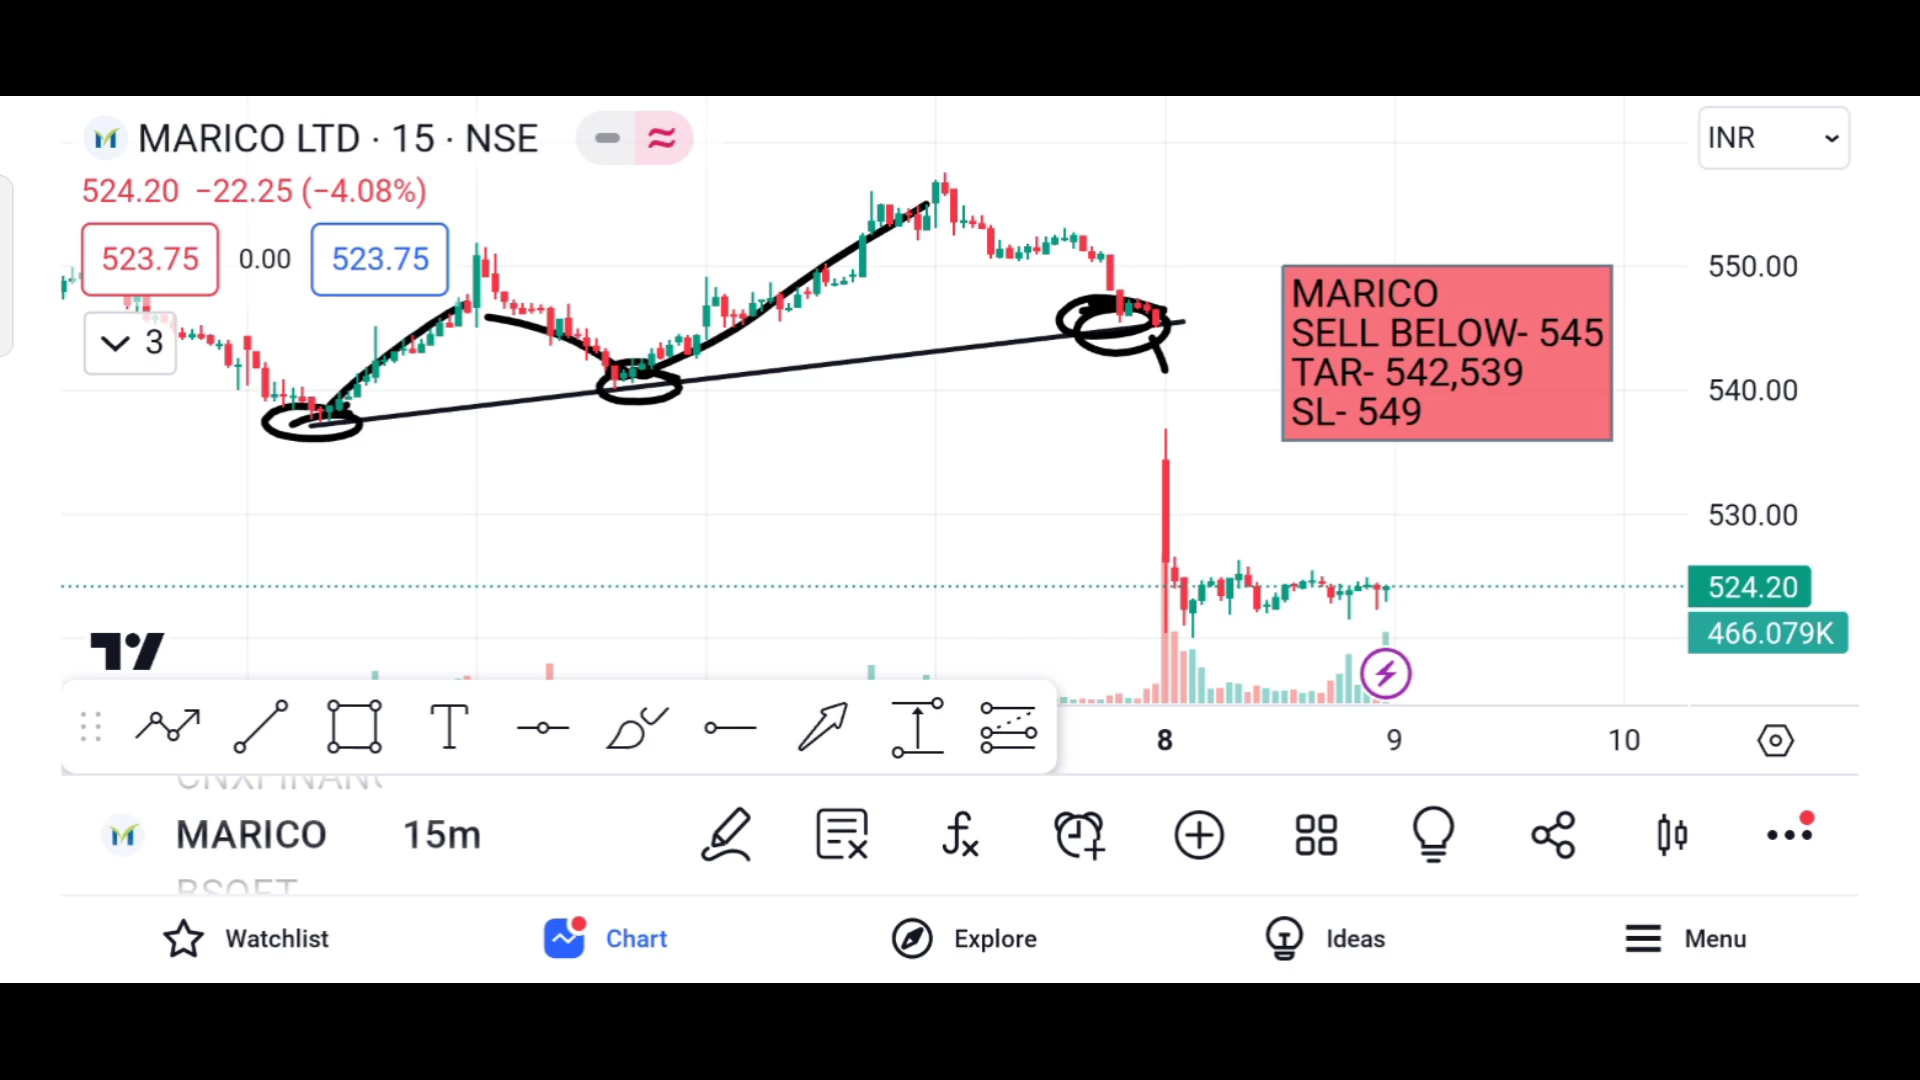 MARICO LTD · 15 · NSE
INR
524.20 −22.25 (−4.08%)
523.75 0.00 523.75
3
MARICO
SELL BELOW- 545
TAR- 542,539
SL- 549
550.00
540.00
530.00
524.20
466.079K
8 9 10
MARICO 15m
Watchlist Chart Explore Ideas Menu